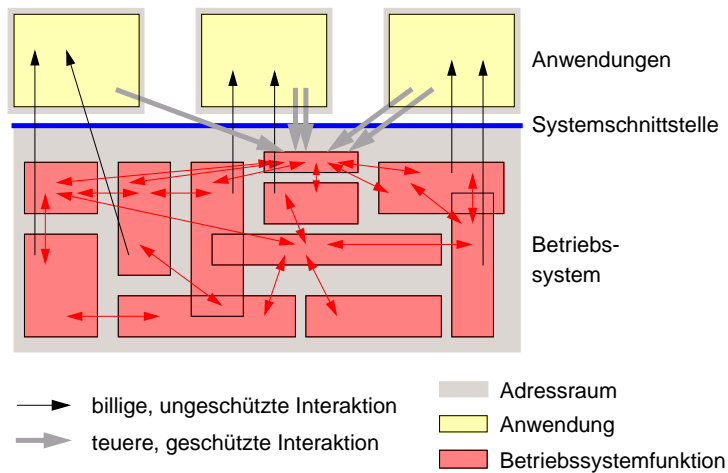 Anwendungen
Systemschnittstelle
Betriebs-
system
billige, ungeschützte Interaktion
teuere, geschützte Interaktion
Adressraum
Anwendung
Betriebssystemfunktion